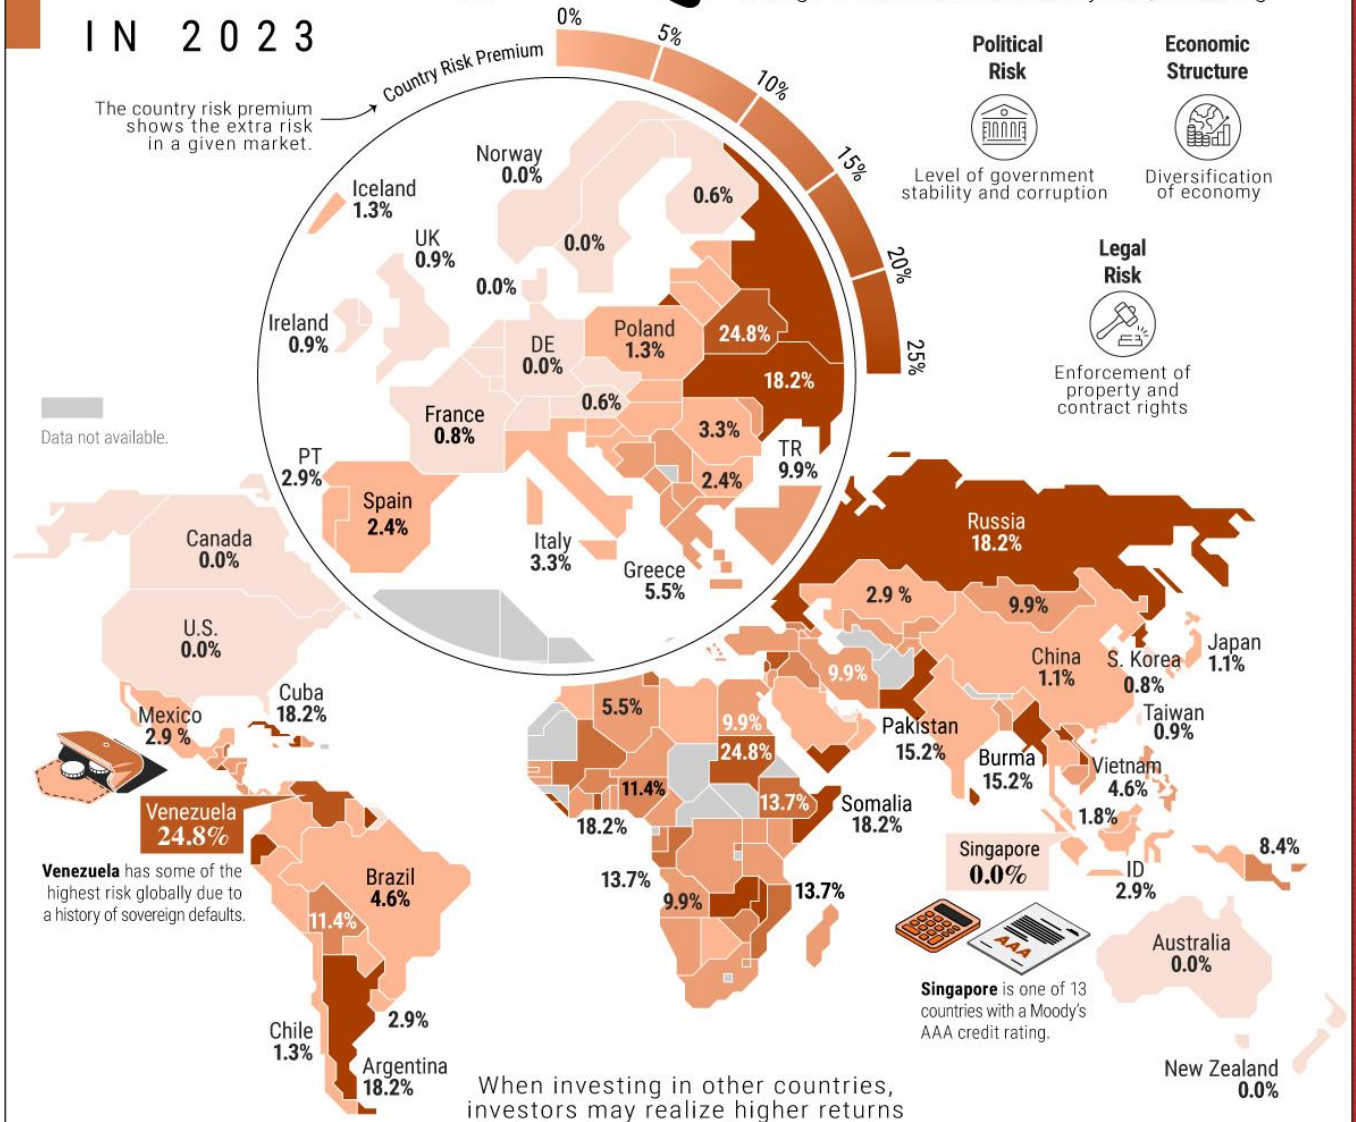 IN 2023
The country risk premium
shows the extra risk
in a given market.
Country Risk Premium
0%
5%
10%
15%
20%
25%
Political
Risk
Level of government
stability and corruption
Economic
Structure
Diversification
of economy
Legal
Risk
Enforcement of
property and
contract rights
Data not available.
Norway
0.0%
0.6%
Iceland
1.3%
0.0%
UK
0.9%
0.0%
Ireland
0.9%
DE
0.0%
Poland
1.3%
24.8%
18.2%
0.6%
France
0.8%
3.3%
TR
9.9%
PT
2.9%
2.4%
Spain
2.4%
Italy
3.3%
Greece
5.5%
Canada
0.0%
U.S.
0.0%
Cuba
18.2%
Mexico
2.9 %
Venezuela
24.8%
Venezuela has some of the
highest risk globally due to
a history of sovereign defaults.
Brazil
4.6%
11.4%
2.9%
Chile
1.3%
Argentina
18.2%
Russia
18.2%
2.9 %
9.9%
China
1.1%
S. Korea
0.8%
Japan
1.1%
Taiwan
0.9%
9.9%
Pakistan
15.2%
Burma
15.2%
Vietnam
4.6%
1.8%
5.5%
9.9%
24.8%
11.4%
13.7%
18.2%
Somalia
18.2%
13.7%
9.9%
13.7%
Singapore
0.0%
ID
2.9%
8.4%
AAA
Singapore is one of 13
countries with a Moody's
AAA credit rating.
Australia
0.0%
New Zealand
0.0%
When investing in other countries,
investors may realize higher returns